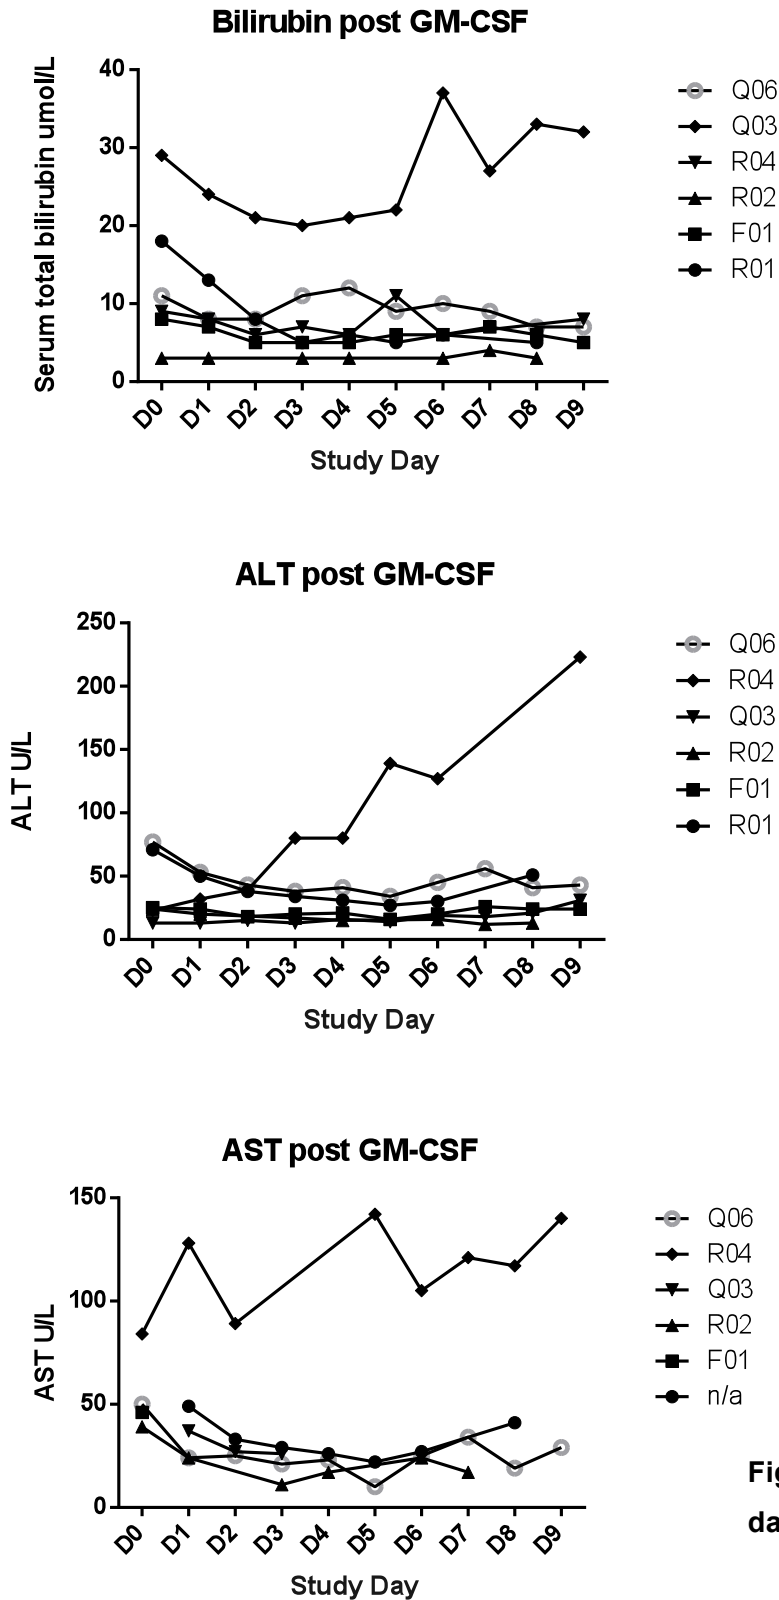 Bilirubin post GM-CSF
Serum total bilirubin umol/L
40
30
20
10
0
D0 D1 D2 D3 D4 D5 D6 D7 D8 D9
Study Day
Q06
Q03
R04
R02
F01
R01
ALT post GM-CSF
ALT U/L
250
200
150
100
50
0
D0 D1 D2 D3 D4 D5 D6 D7 D8 D9
Study Day
Q06
R04
Q03
R02
F01
R01
AST post GM-CSF
AST U/L
150
100
50
0
D0 D1 D2 D3 D4 D5 D6 D7 D8 D9
Study Day
Q06
R04
Q03
R02
F01
n/a
Fig
da